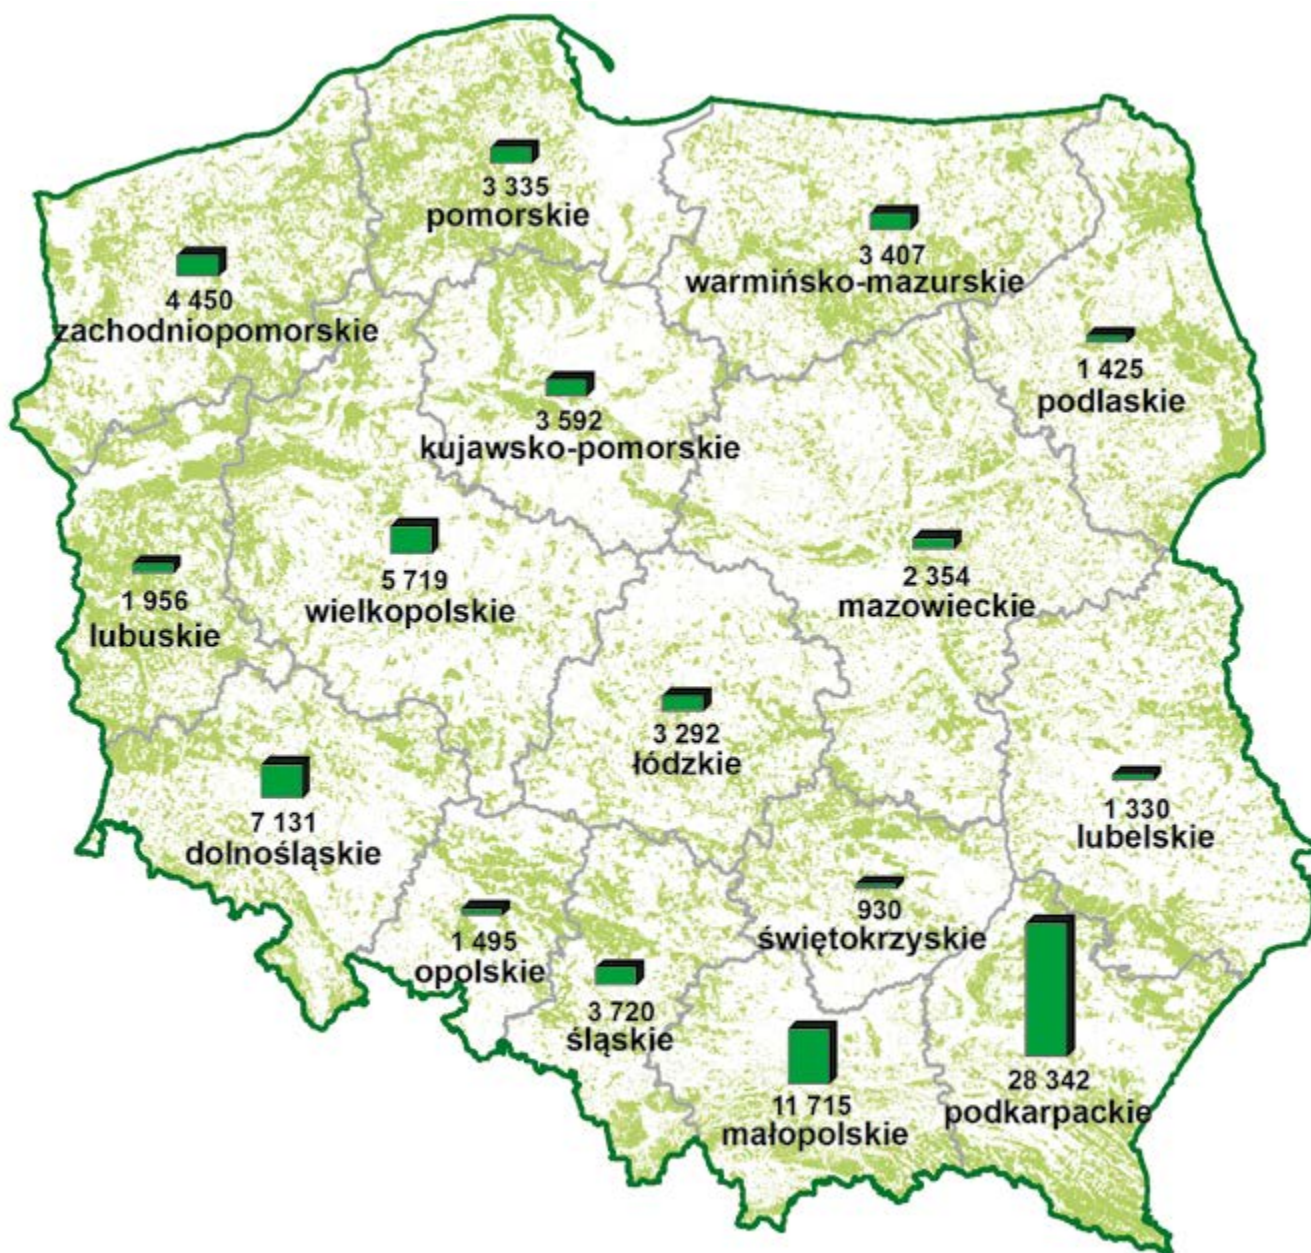 3 335
pomorskie
3 407
warmińsko-mazurskie
4 450
zachodniopomorskie
1 425
podlaskie
3 592
kujawsko-pomorskie
5 719
wielkopolskie
2 354
mazowieckie
1 956
lubuskie
3 292
łódzkie
7 131
dolnośląskie
1 330
lubelskie
930
świętokrzyskie
1 495
opolskie
3 720
śląskie
28 342
podkarpackie
11 715
małopolskie